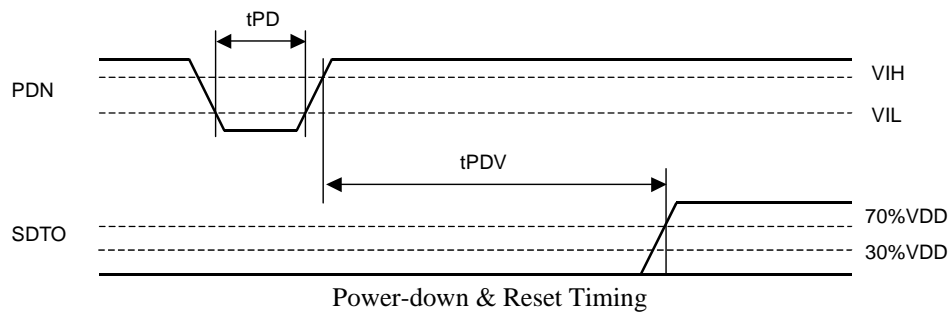 tPD
PDN
VIH
VIL
tPDV
SDTO
70%VDD
30%VDD
Power-down & Reset Timing